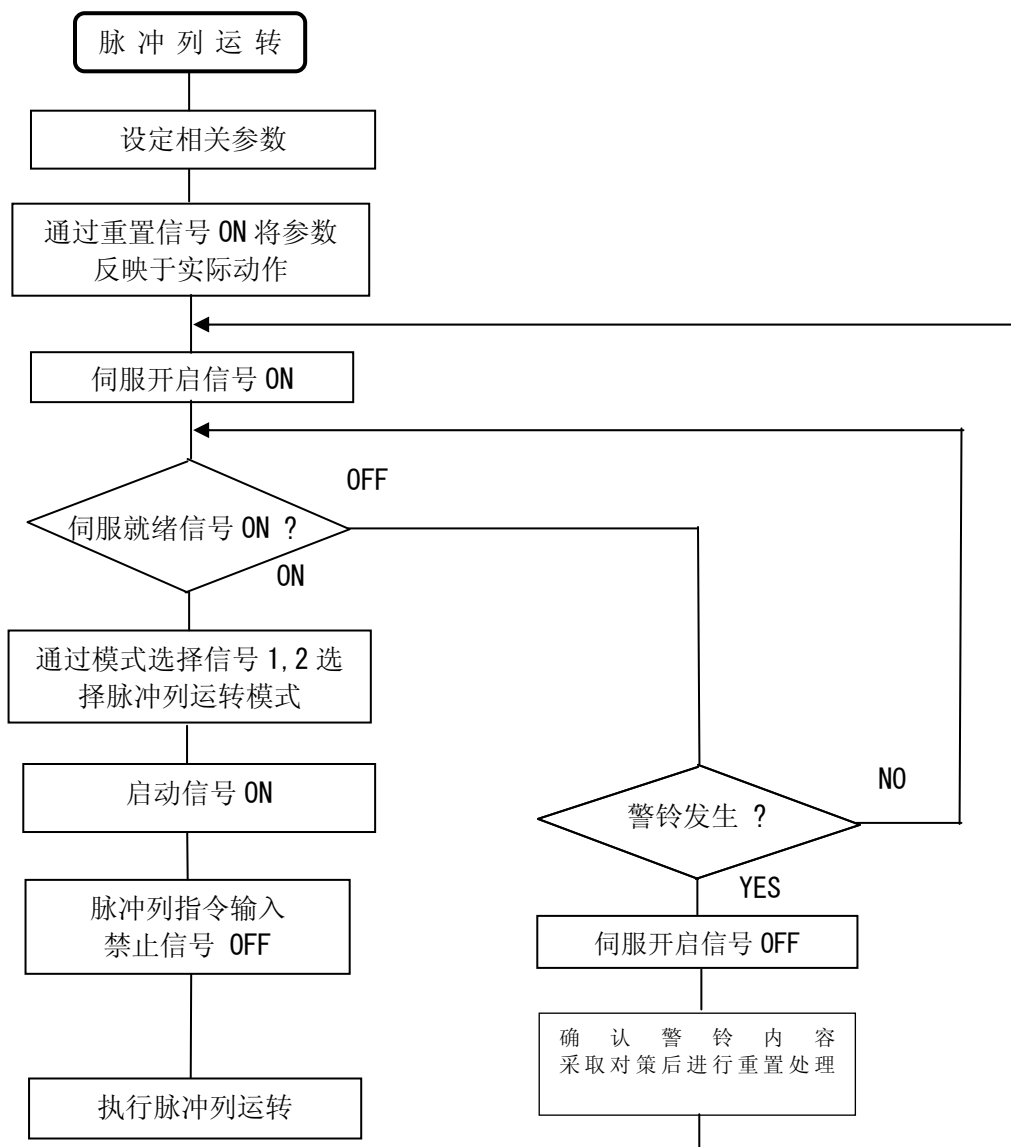 脉冲列运转
设定相关参数
通过重置信号 ON 将参数
反映于实际动作
伺服开启信号 ON
OFF
伺服就绪信号 ON ?
ON
通过模式选择信号 1,2 选
择脉冲列运转模式
启动信号 ON
NO
警铃发生 ?
YES
脉冲列指令输入
禁止信号 OFF
伺服开启信号 OFF
确认警铃内容
采取对策后进行重置处理
执行脉冲列运转